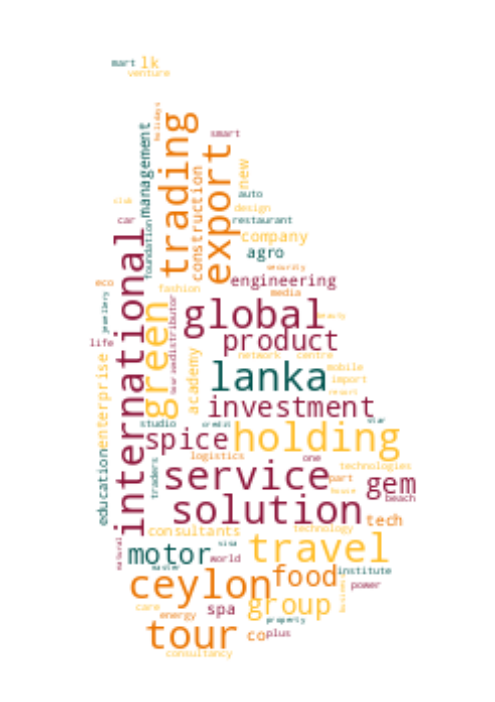 mart lk
venture
holidays
trading
smart
management
export
construction
new
auto
club
design
car
restaurant
foundation
company
agro
international
security
engineering
eco
fashion
media
jewellery
green
distributor
global
beauty
life
product
network centre
academy
lanka
mobile
import
resort
enterprise
investment
studio
credit
star
spice
holding
education
logistics
one
technologies
traders
service
part
gem
house
beach
solution
tech
consultants
technology
natural
visa
motor
world
travel
master
ceylon
food
institute
power
care
spa
group
energy
property
tour
co
plus
consultancy